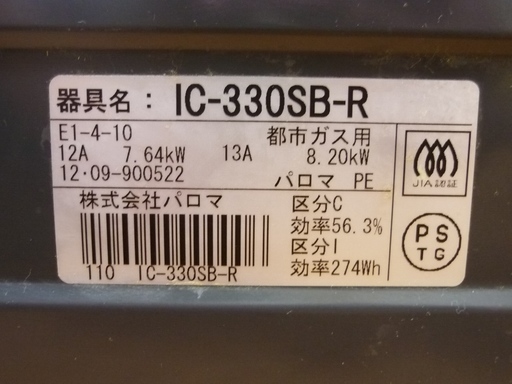 器具名： IC-330SB-R
E1-4-10 都市ガス用
12A 7.64kW 13A 8.20kW
12・09-900522 パロマ PE
JIA認証
株式会社パロマ 区分C
効率56.3%
区分I
効率274Wh
110 IC-330SB-R
PS
TG